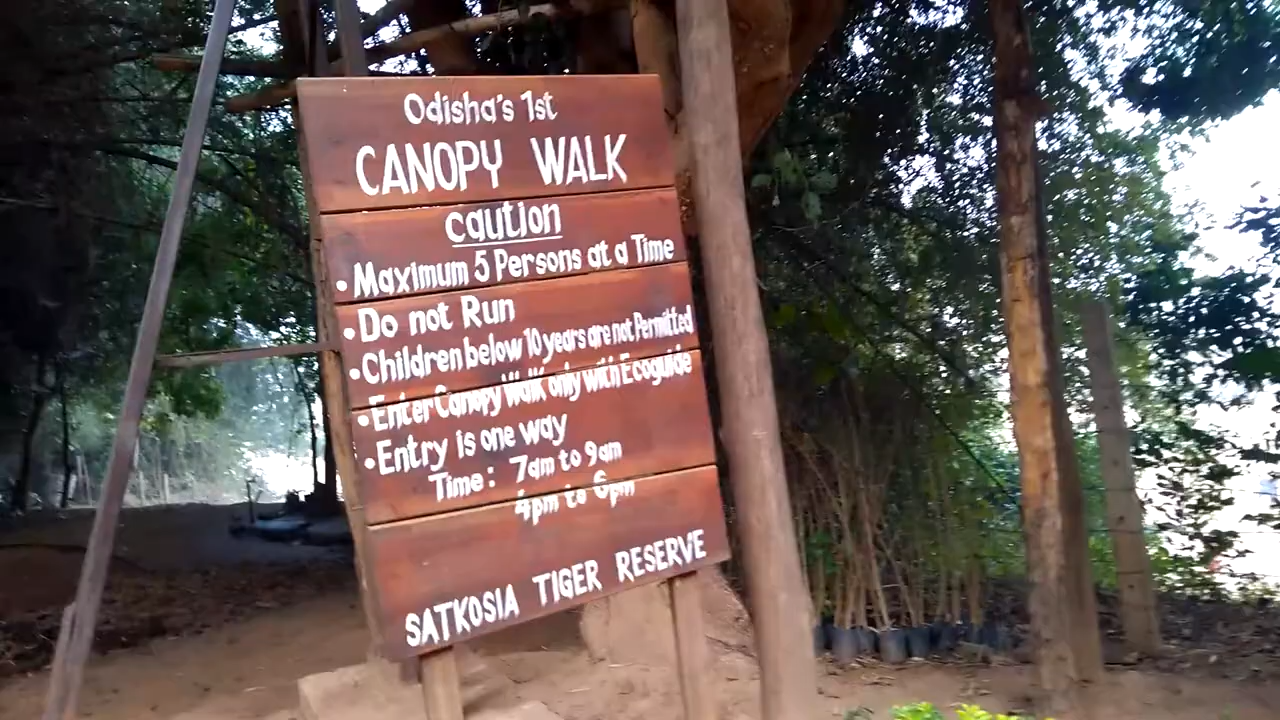 Odisha's 1st
CANOPY WALK
caution
• Maximum 5 Persons at a Time
• Do not Run
• Children below 10 years are not Permitted
• Enter Canopy Walk only with Ecoguide
• Entry is one way
Time: 7am to 9am
4pm to 6pm
SATKOSIA TIGER RESERVE